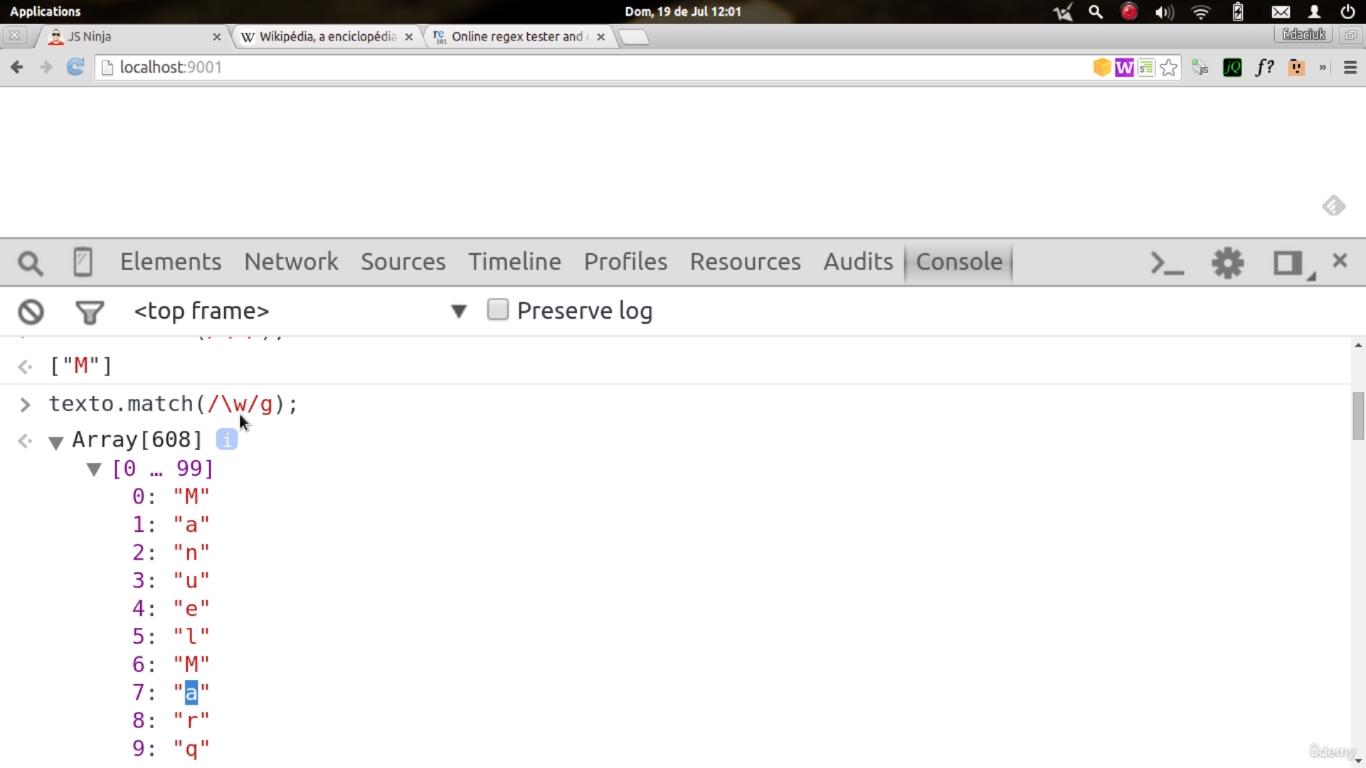 Applications
Dom, 19 de Jul 12:01
JS Ninja
Wikipédia, a enciclopédia
Online regex tester and
f.daciuk
localhost:9001
Elements Network Sources Timeline Profiles Resources Audits Console
<top frame>
Preserve log
["M"]
texto.match(/\w/g);
Array[608]
[0 … 99]
0: "M"
1: "a"
2: "n"
3: "u"
4: "e"
5: "l"
6: "M"
7: "a"
8: "r"
9: "q"
ûdemy